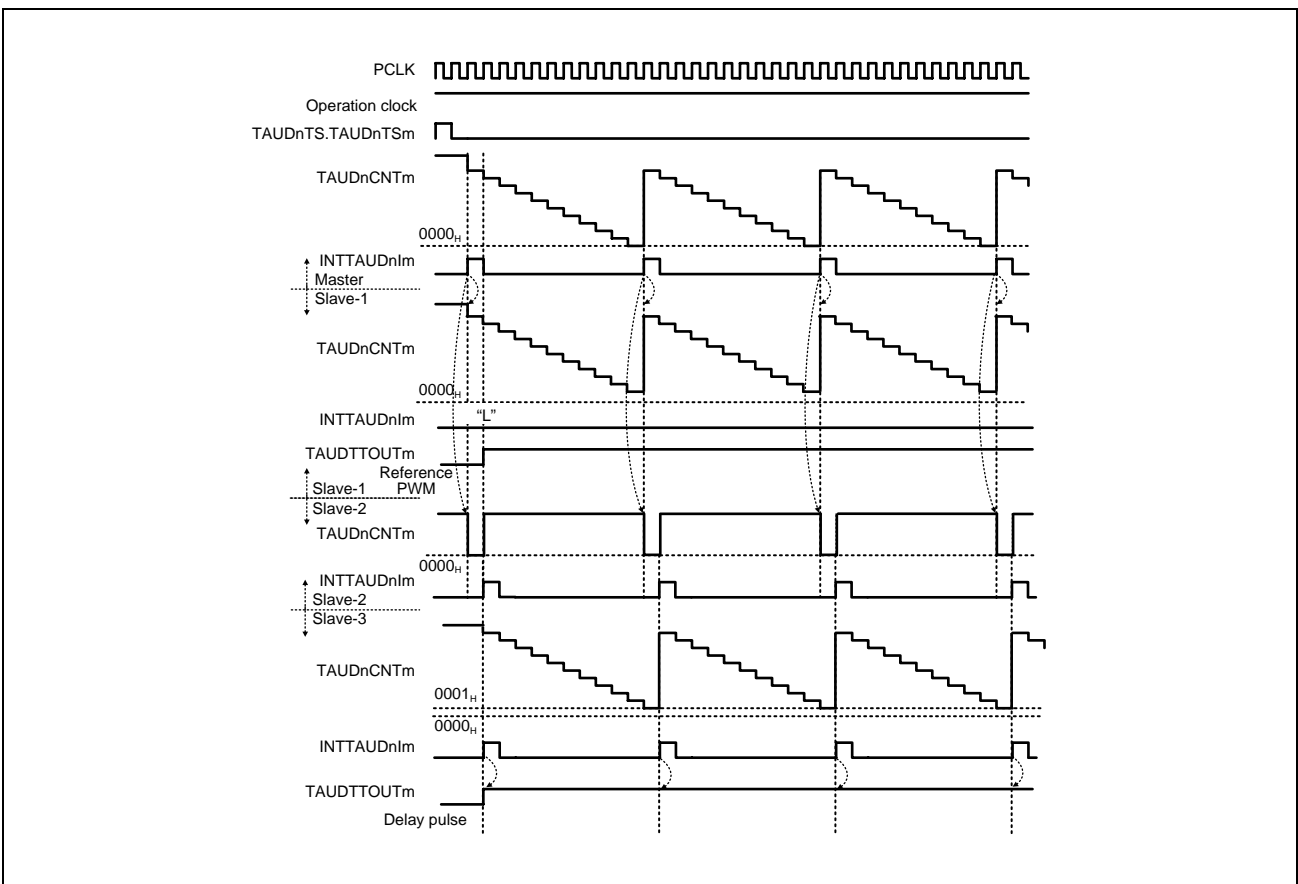 PCLK
Operation clock
TAUDnTS.TAUDnTSm
TAUDnCNTm
0000H
INTTAUDnIm
Master
Slave-1
TAUDnCNTm
0000H
INTTAUDnIm
“L”
TAUDTTOUTm
Reference
PWM
Slave-1
Slave-2
TAUDnCNTm
0000H
INTTAUDnIm
Slave-2
Slave-3
TAUDnCNTm
0001H
0000H
INTTAUDnIm
TAUDTTOUTm
Delay pulse